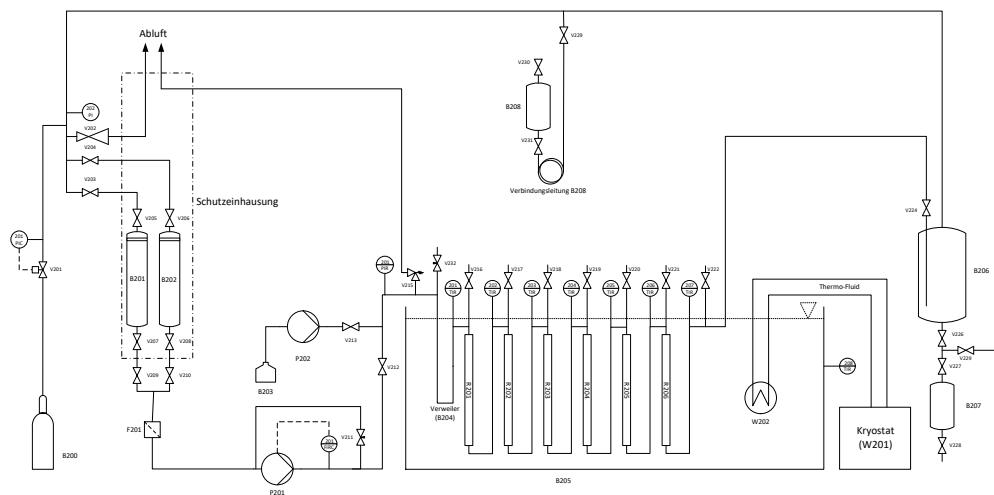 Abluft
V229
V230
B208
V231
Verbindungsleitung B208
202
PI
V202
V204
V203
Schutzeinhausung
V205
V206
201
PIC
V201
B201
B202
V207
V208
V209
V210
B200
F201
P202
V213
B203
V212
V211
P201
203
PIR
V215
V232
201
TIR
V216
202
TIR
V217
203
TIR
V218
204
TIR
V219
205
TIR
V220
206
TIR
V221
207
TIR
V222
Verweiler
(B204)
R201
R202
R203
R204
R205
R206
Thermo-Fluid
W202
208
TIR
B205
Kryostat
(W201)
V224
B206
V226
V229
V227
B207
V228